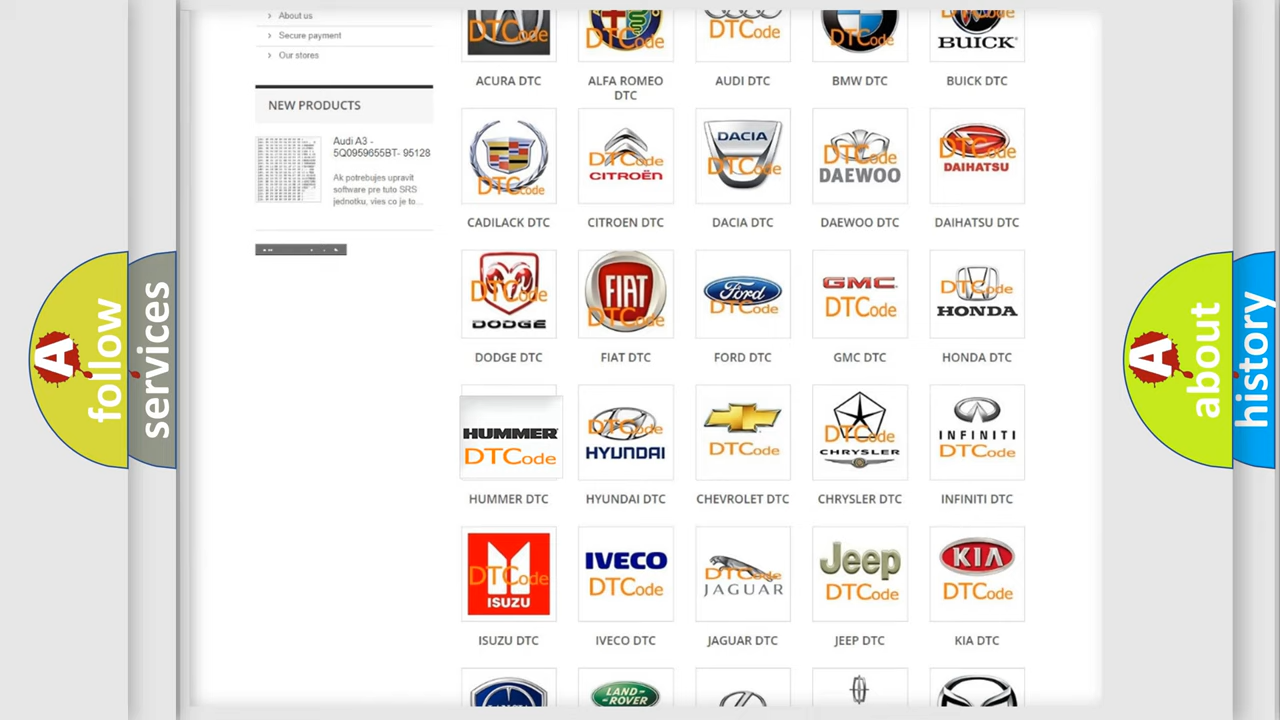 About us
Secure payment
Our stores
NEW PRODUCTS
Audi A3 -
5Q0959655BT- 95128
Ak potrebujes upravit
software pre tuto SRS
jednotku, vies co je to...
DTCode
DTCode
DTCode
DTCode
DTCode
BUICK
ACURA DTC
ALFA ROMEO
DTC
AUDI DTC
BMW DTC
BUICK DTC
DTCode
DTCode
CITROËN
DACIA
DTCode
DTCode
DAEWOO
DTCode
DAIHATSU
CADILACK DTC
CITROEN DTC
DACIA DTC
DAEWOO DTC
DAIHATSU DTC
DTCode
DODGE
FIAT
DTCode
Ford
DTCode
GMC
DTCode
DTCode
HONDA
DODGE DTC
FIAT DTC
FORD DTC
GMC DTC
HONDA DTC
HUMMER
DTCode
DTCode
HYUNDAI
DTCode
DTCode
CHRYSLER
INFINITI
DTCode
HUMMER DTC
HYUNDAI DTC
CHEVROLET DTC
CHRYSLER DTC
INFINITI DTC
DTCode
ISUZU
IVECO
DTCode
DTCode
JAGUAR
Jeep
DTCode
KIA
DTCode
ISUZU DTC
IVECO DTC
JAGUAR DTC
JEEP DTC
KIA DTC
LAND-
ROVER
A follow
services
A about
history